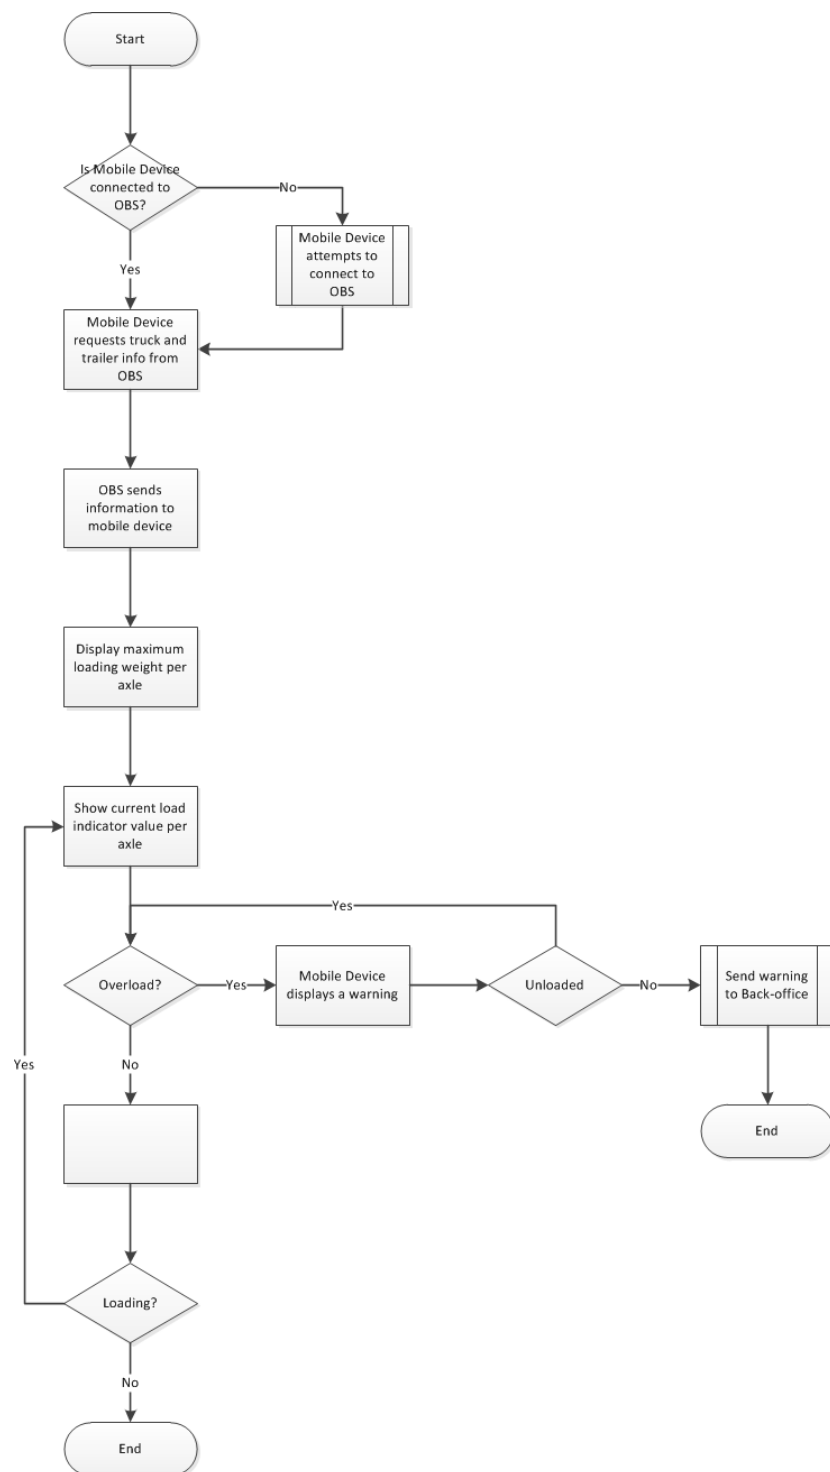 Start
Is Mobile Device
connected to
OBS?
No
Mobile Device
attempts to
connect to
OBS
Yes
Mobile Device
requests truck and
trailer info from
OBS
OBS sends
information to
mobile device
Display maximum
loading weight per
axle
Show current load
indicator value per
axle
Yes
Overload?
Yes
Mobile Device
displays a warning
Unloaded
No
Send warning
to Back-office
No
Yes
End
Loading?
No
End